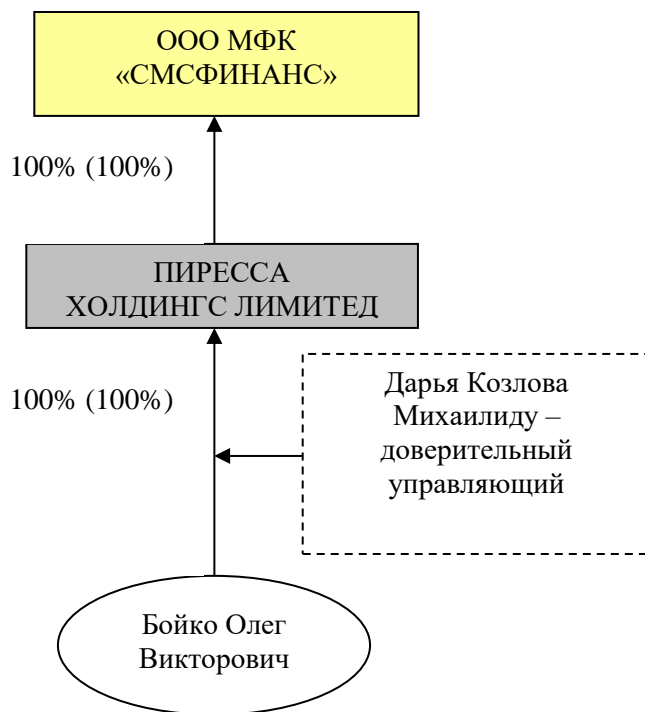 ООО МФК
«СМСФИНАНС»
100% (100%)
ПИРЕССА
ХОЛДИНГС ЛИМИТЕД
100% (100%)
Дарья Козлова
Михаилиду –
доверительный
управляющий
Бойко Олег
Викторович